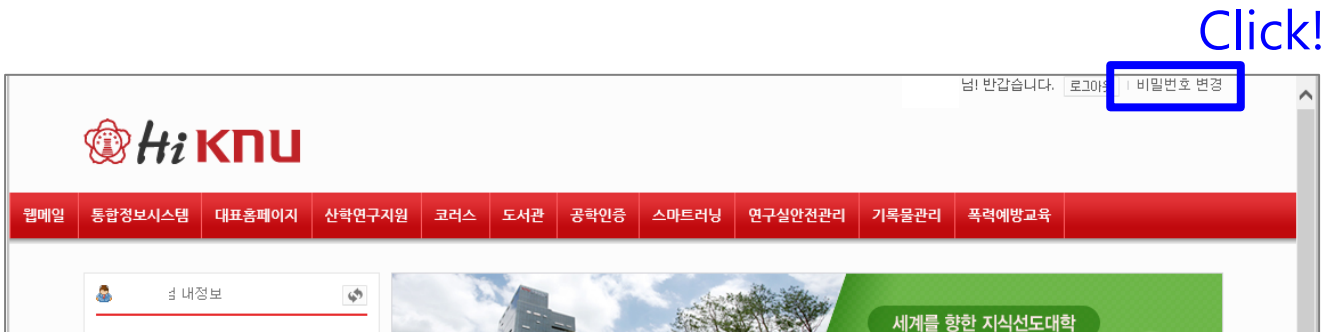 Click!
님! 반갑습니다. 로그아웃 | 비밀번호 변경
Hi KNU
웹메일 통합정보시스템 대표홈페이지 산학연구지원 코러스 도서관 공학인증 스마트러닝 연구실안전관리 기록물관리 폭력예방교육
내정보
세계를 향한 지식선도대학